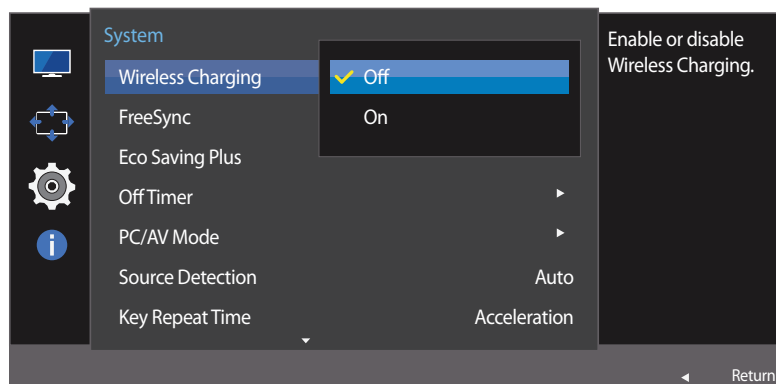 System
Wireless Charging
Off
FreeSync
On
Eco Saving Plus
Off Timer
PC/AV Mode
Source Detection Auto
Key Repeat Time Acceleration
Enable or disable
Wireless Charging.
Return